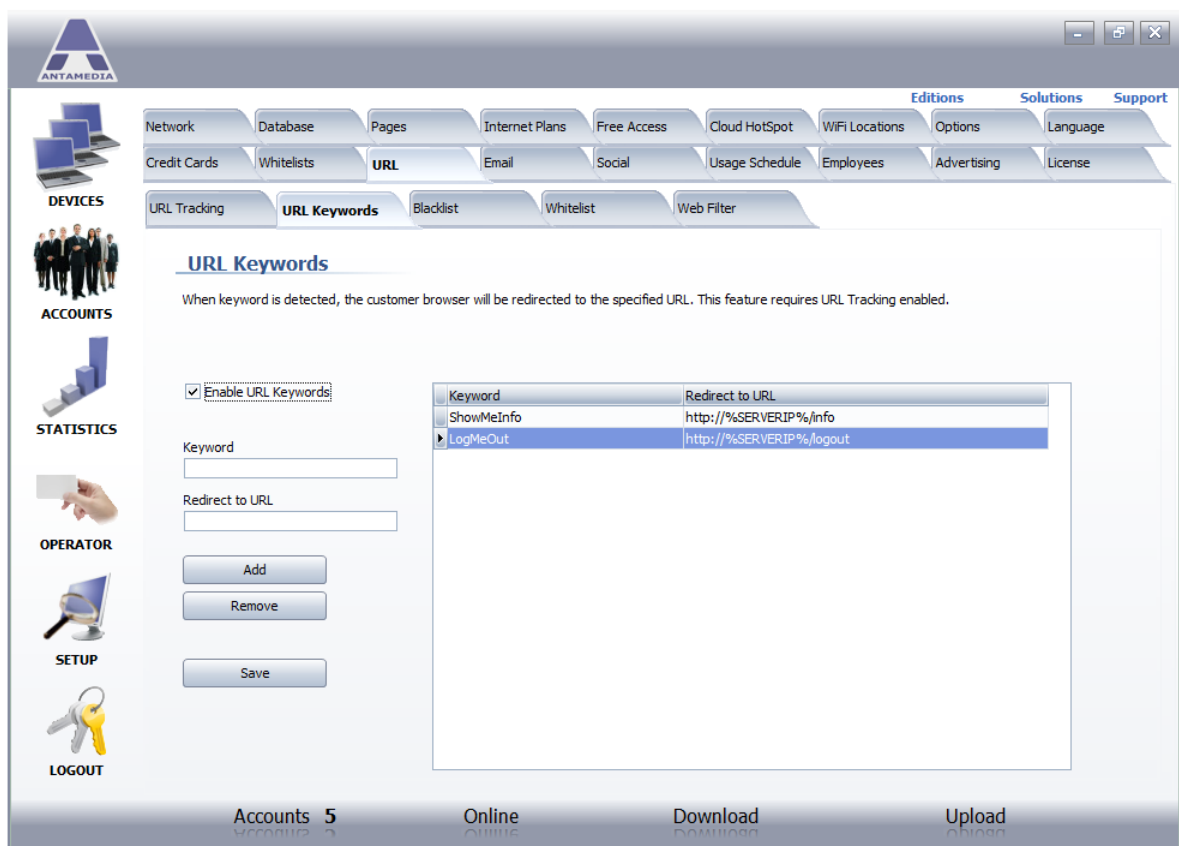 ANTAMEDIA
Editions Solutions Support
Network Database Pages Internet Plans Free Access Cloud HotSpot WiFi Locations Options Language
Credit Cards Whitelists URL Email Social Usage Schedule Employees Advertising License
URL Tracking URL Keywords Blacklist Whitelist Web Filter
DEVICES
ACCOUNTS
STATISTICS
OPERATOR
SETUP
LOGOUT
URL Keywords
When keyword is detected, the customer browser will be redirected to the specified URL. This feature requires URL Tracking enabled.
Enable URL Keywords
Keyword
Redirect to URL
Add
Remove
Save
Keyword Redirect to URL
ShowMeInfo http://%SERVERIP%/info
LogMeOut http://%SERVERIP%/logout
Accounts 5 Online Download Upload